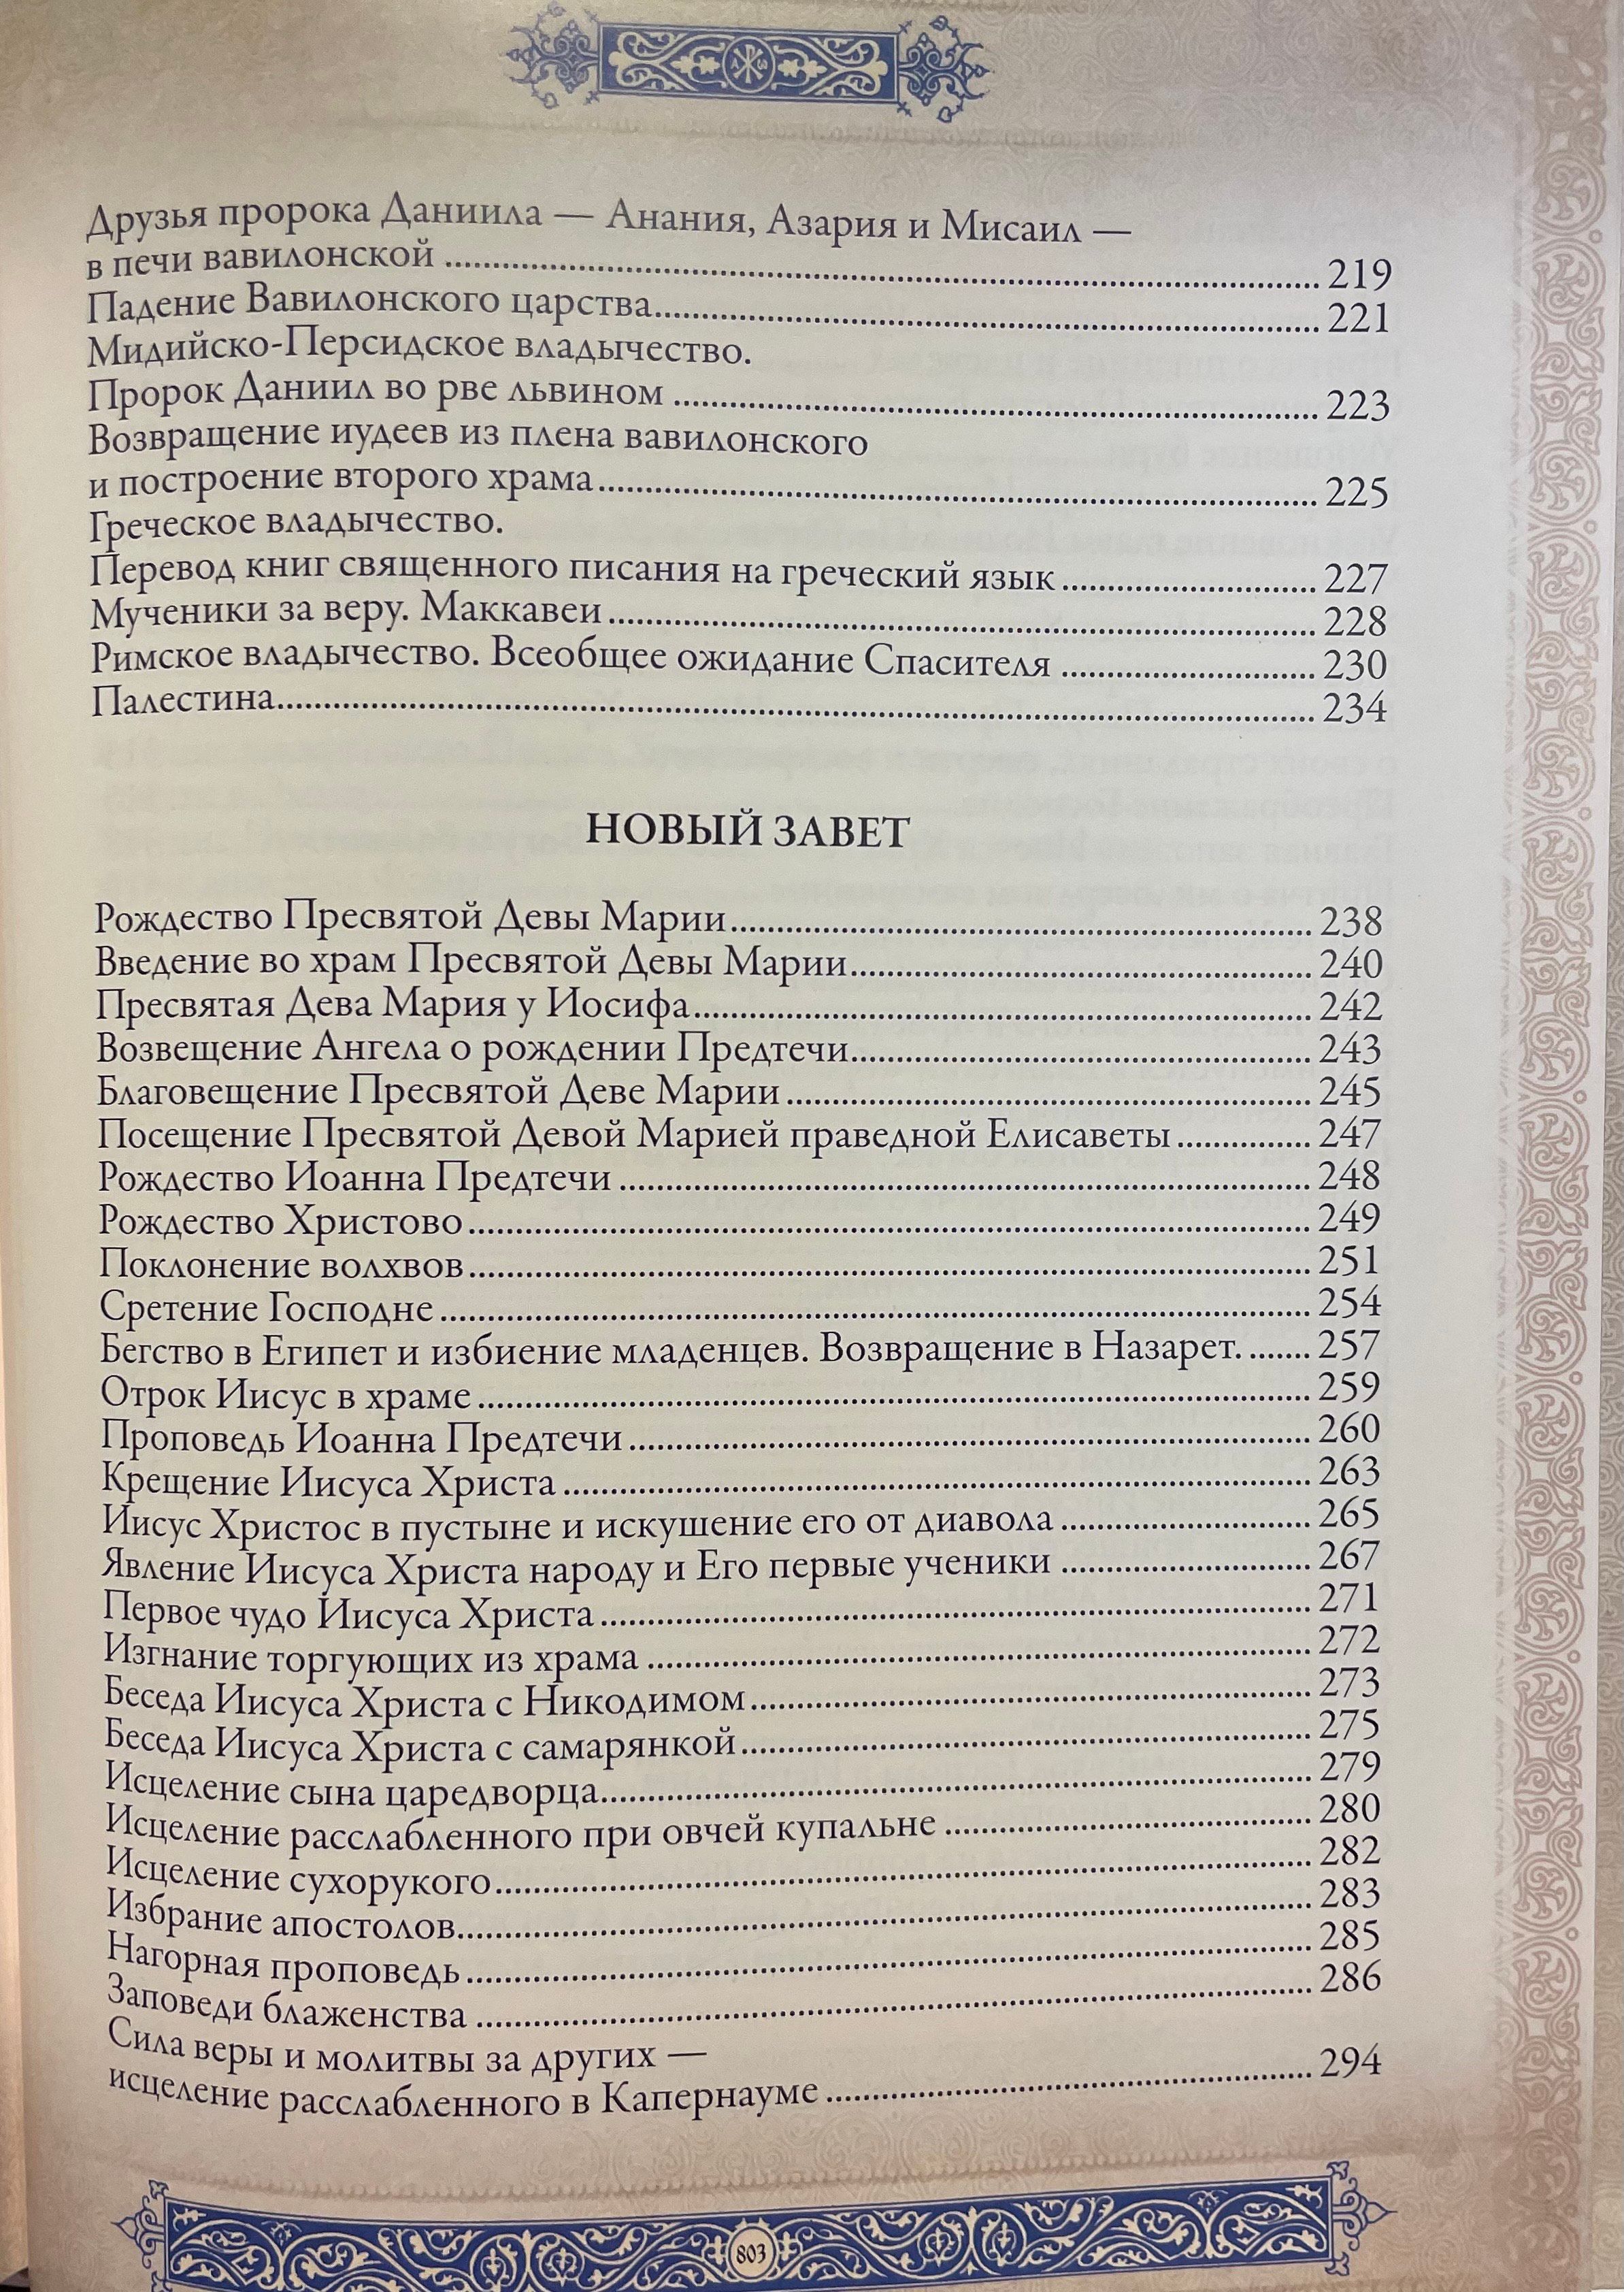 Друзья пророка Даниила — Анания, Азария и Мисаил —
в печи вавилонской ........ 219
Падение Вавилонского царства........ 221
Мидийско-Персидское владычество.
Пророк Даниил во рве львином ........ 223
Возвращение иудеев из плена вавилонского
и построение второго храма........ 225
Греческое владычество.
Перевод книг священного писания на греческий язык........ 227
Мученики за веру. Маккавеи........ 228
Римское владычество. Всеобщее ожидание Спасителя ........ 230
Палестина........ 234
НОВЫЙ ЗАВЕТ
Рождество Пресвятой Девы Марии........ 238
Введение во храм Пресвятой Девы Марии........ 240
Пресвятая Дева Мария у Иосифа........ 242
Возвещение Ангела о рождении Предтечи........ 243
Благовещение Пресвятой Деве Марии ........ 245
Посещение Пресвятой Девой Марией праведной Елисаветы........ 247
Рождество Иоанна Предтечи ........ 248
Рождество Христово........ 249
Поклонение волхвов........ 251
Сретение Господне ........ 254
Бегство в Египет и избиение младенцев. Возвращение в Назарет. ....... 257
Отрок Иисус в храме........ 259
Проповедь Иоанна Предтечи........ 260
Крещение Иисуса Христа ........ 263
Иисус Христос в пустыне и искушение его от диавола ........ 265
Явление Иисуса Христа народу и Его первые ученики ........ 267
Первое чудо Иисуса Христа........ 271
Изгнание торгующих из храма ........ 272
Беседа Иисуса Христа с Никодимом........ 273
Беседа Иисуса Христа с самарянкой........ 275
Исцеление сына царедворца........ 279
Исцеление расслабленного при овчей купальне ........ 280
Исцеление сухорукого........ 282
Избрание апостолов........ 283
Нагорная проповедь ........ 285
Заповеди блаженства ........ 286
Сила веры и молитвы за других —
исцеление расслабленного в Капернауме ........ 294
803